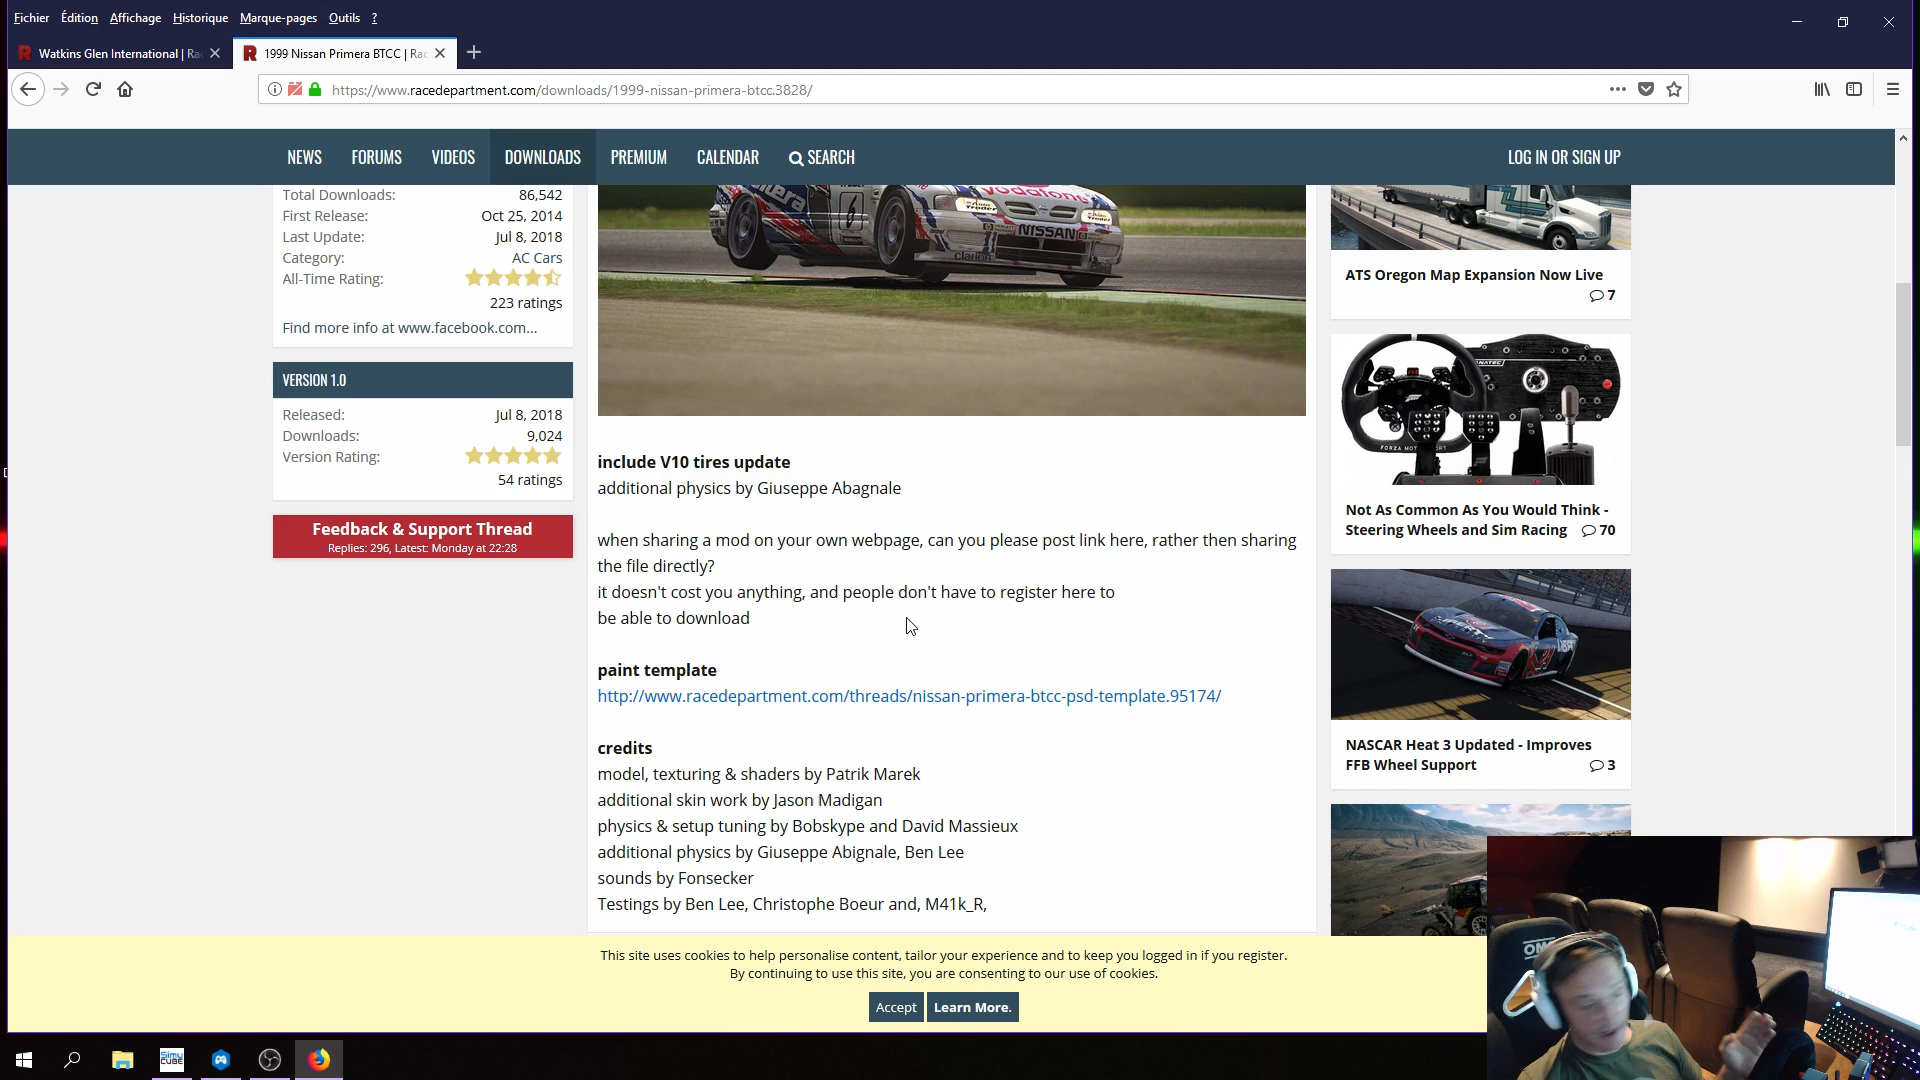 Fichier Édition Affichage Historique Marque-pages Outils ?
Watkins Glen International | Ra
1999 Nissan Primera BTCC | Rac
https://www.racedepartment.com/downloads/1999-nissan-primera-btcc.3828/
NEWS FORUMS VIDEOS DOWNLOADS PREMIUM CALENDAR SEARCH LOG IN OR SIGN UP
Total Downloads: 86,542
First Release: Oct 25, 2014
Last Update: Jul 8, 2018
Category: AC Cars
All-Time Rating:
223 ratings
Find more info at www.facebook.com...
VERSION 1.0
Released: Jul 8, 2018
Downloads: 9,024
Version Rating:
54 ratings
Feedback & Support Thread
Replies: 296, Latest: Monday at 22:28
vodafone
Auto Trader
6
NISSAN
clarion
include V10 tires update
additional physics by Giuseppe Abagnale
when sharing a mod on your own webpage, can you please post link here, rather then sharing
the file directly?
it doesn't cost you anything, and people don't have to register here to
be able to download
paint template
http://www.racedepartment.com/threads/nissan-primera-btcc-psd-template.95174/
credits
model, texturing & shaders by Patrik Marek
additional skin work by Jason Madigan
physics & setup tuning by Bobskype and David Massieux
additional physics by Giuseppe Abignale, Ben Lee
sounds by Fonsecker
Testings by Ben Lee, Christophe Boeur and, M41k_R,
ATS Oregon Map Expansion Now Live
7
FANATEC
FORZA MOTORSPORT
Not As Common As You Would Think -
Steering Wheels and Sim Racing 70
NASCAR Heat 3 Updated - Improves
FFB Wheel Support 3
This site uses cookies to help personalise content, tailor your experience and to keep you logged in if you register.
By continuing to use this site, you are consenting to our use of cookies.
Accept Learn More.
SIMU
CUBE
OMP